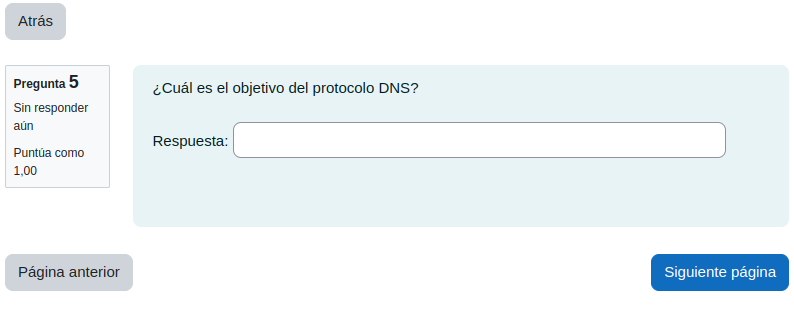 Atrás
Pregunta 5
Sin responder
aún
Puntúa como
1,00
¿Cuál es el objetivo del protocolo DNS?
Respuesta:
Página anterior
Siguiente página